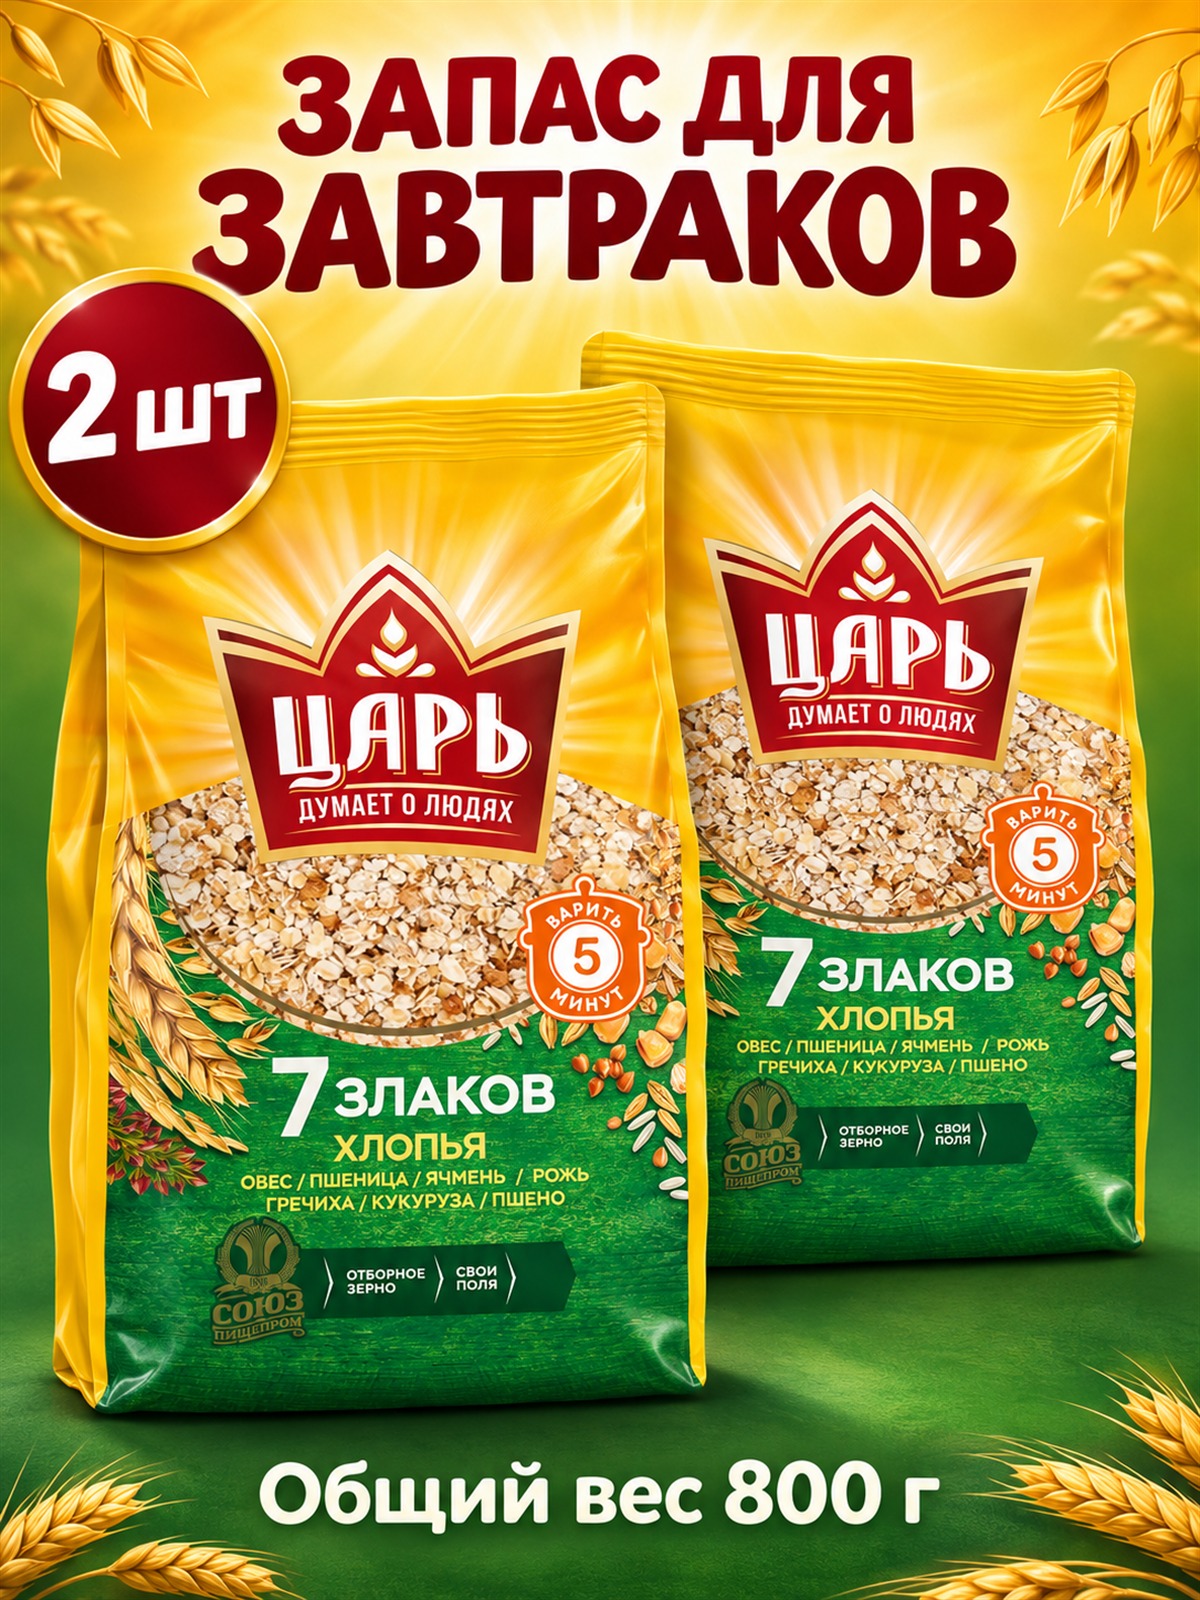 ЗАПАС ДЛЯ
ЗАВТРАКОВ
2 шт
ЦАРЬ
ДУМАЕТ О ЛЮДЯХ
ВАРИТЬ
5
МИНУТ
7 ЗЛАКОВ
ХЛОПЬЯ
ОВЕС / ПШЕНИЦА / ЯЧМЕНЬ / РОЖЬ
ГРЕЧИХА / КУКУРУЗА / ПШЕНО
СОЮЗ
ПИЩЕПРОМ
ОТБОРНОЕ
ЗЕРНО
СВОИ
ПОЛЯ
ЦАРЬ
ДУМАЕТ О ЛЮДЯХ
ВАРИТЬ
5
МИНУТ
7 ЗЛАКОВ
ХЛОПЬЯ
ОВЕС / ПШЕНИЦА / ЯЧМЕНЬ / РОЖЬ
ГРЕЧИХА / КУКУРУЗА / ПШЕНО
СОЮЗ
ПИЩЕПРОМ
ОТБОРНОЕ
ЗЕРНО
СВОИ
ПОЛЯ
Общий вес 800 г